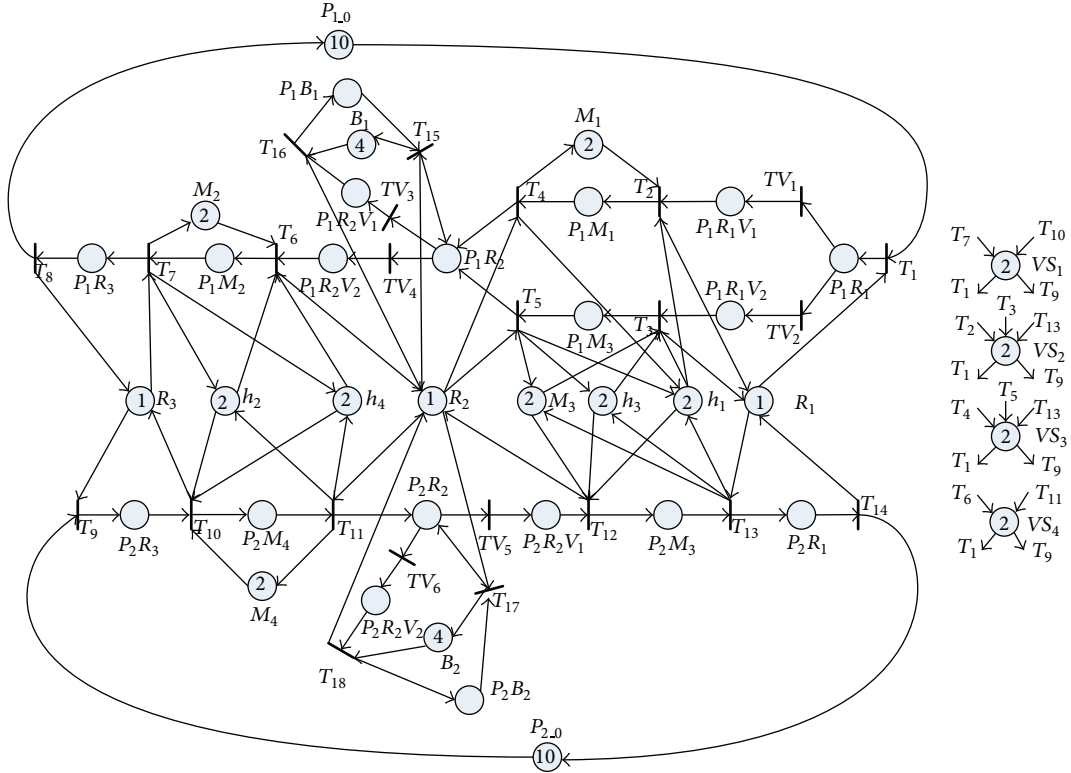 P1_0
10
P1B1
B1
4
T15
T16
M1
2
M2
2
TV3
T4
T2
TV1
T6
P1R2V1
P1M1
P1R1V1
T8
P1R3
T7
P1M2
P1R2V2
TV4
P1R2
P1R1
T1
T5
P1R1V2
T3
P1M3
TV2
1
R3
2
h2
2
h4
1
R2
2
M3
2
h3
2
h1
1
R1
T9
P2R3
T10
P2M4
T11
P2R2
TV5
P2R2V1
T12
P2M3
T13
P2R1
T14
2
M4
TV6
T17
P2R2V2
4
B2
T18
P2B2
P2_0
10
T7
T10
2
VS1
T1
T9
T3
T2
T13
2
VS2
T1
T9
T5
T4
T13
2
VS3
T1
T9
T6
T11
2
VS4
T1
T9